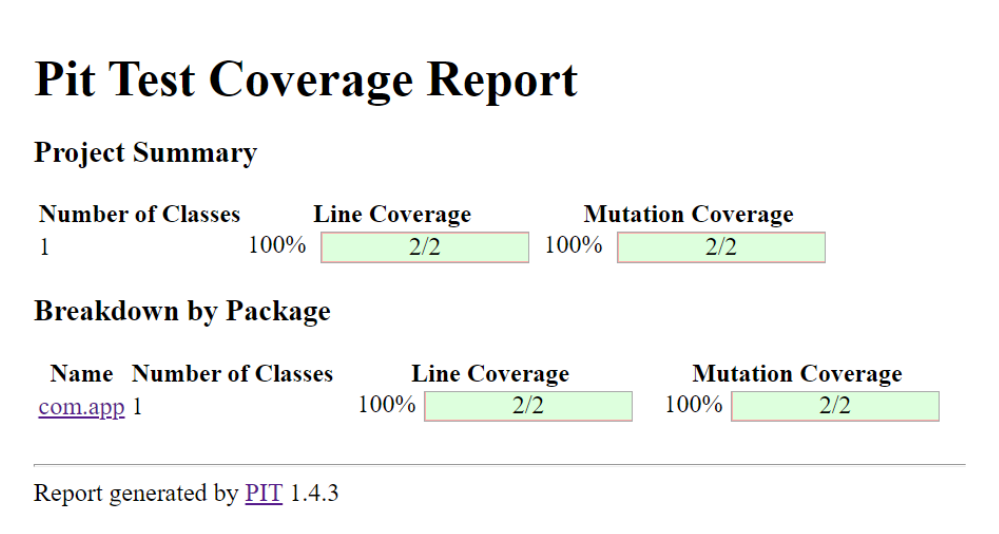 Pit Test Coverage Report
Project Summary
Number of Classes Line Coverage Mutation Coverage
1 100% 2/2 100% 2/2
Breakdown by Package
Name Number of Classes Line Coverage Mutation Coverage
com.app 1 100% 2/2 100% 2/2
Report generated by PIT 1.4.3